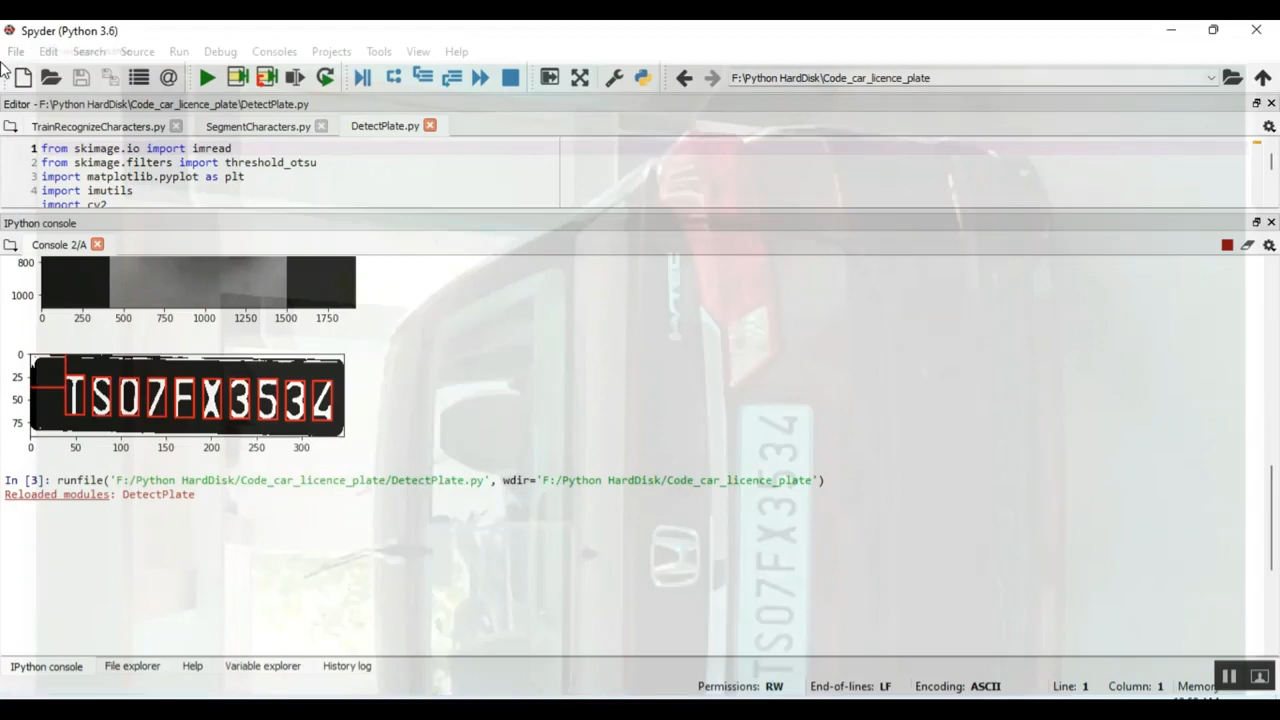 Spyder (Python 3.6)
File Edit Search Source Run Debug Consoles Projects Tools View Help
F:\Python HardDisk\Code_car_licence_plate
Editor - F:\Python HardDisk\Code_car_licence_plate\DetectPlate.py
TrainRecognizeCharacters.py SegmentCharacters.py DetectPlate.py
1 from skimage.io import imread
2 from skimage.filters import threshold_otsu
3 import matplotlib.pyplot as plt
4 import imutils
import cv2
IPython console
Console 2/A
800
1000
0 250 500 750 1000 1250 1500 1750
0
25
50
75
TS07FX3534
0 50 100 150 200 250 300
In [3]: runfile('F:/Python HardDisk/Code_car_licence_plate/DetectPlate.py', wdir='F:/Python HardDisk/Code_car_licence_plate')
Reloaded modules: DetectPlate
TS07FX3534
IPython console File explorer Help Variable explorer History log
Permissions: RW End-of-lines: LF Encoding: ASCII Line: 1 Column: 1 Memory